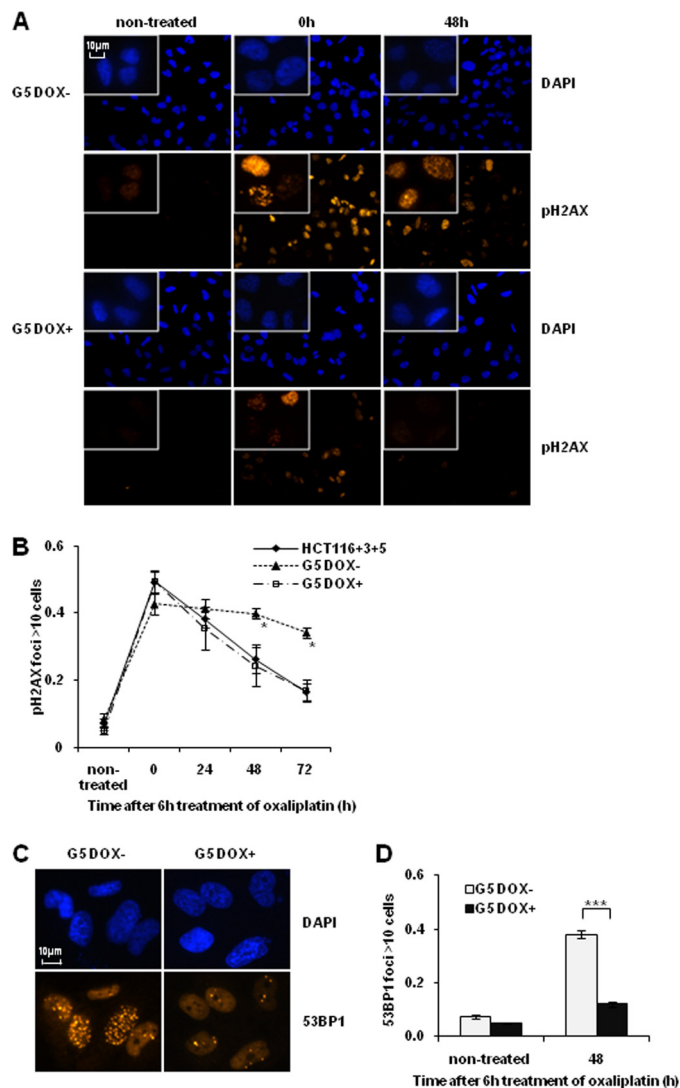 A
non-treated 0h 48h
10µm
G5DOX- DAPI
pH2AX
G5DOX+ DAPI
pH2AX
B
HCT116+3+5
G5DOX-
G5DOX+
pH2AX foci >10 cells
0.6
0.4
0.2
0
*
*
non-treated 0 24 48 72
Time after 6h treatment of oxaliplatin (h)
C
G5DOX- G5DOX+
DAPI
10µm
53BP1
D
G5DOX-
G5DOX+
***
53BP1 foci >10 cells
0.6
0.4
0.2
0.0
non-treated 48
Time after 6h treatment of oxaliplatin (h)